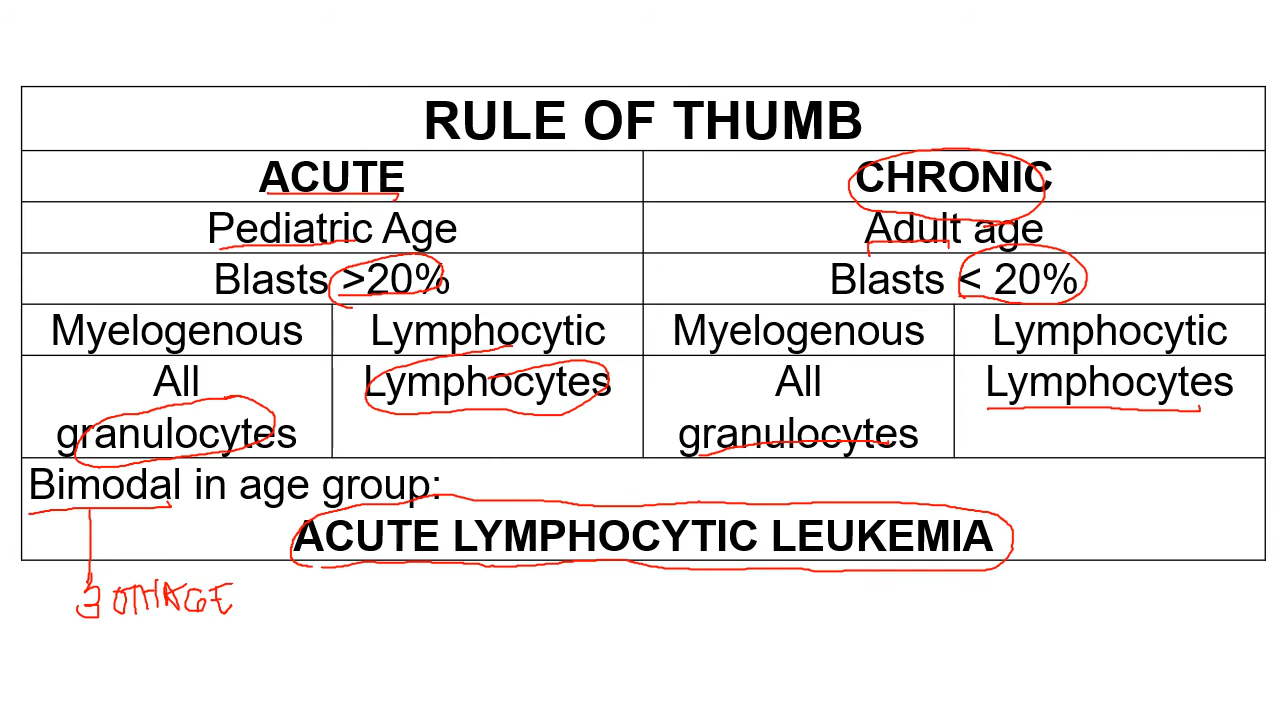 RULE OF THUMB
ACUTE CHRONIC
Pediatric Age Adult age
Blasts >20% Blasts < 20%
Myelogenous Lymphocytic Myelogenous Lymphocytic
All Lymphocytes All Lymphocytes
granulocytes granulocytes
Bimodal in age group:
ACUTE LYMPHOCYTIC LEUKEMIA